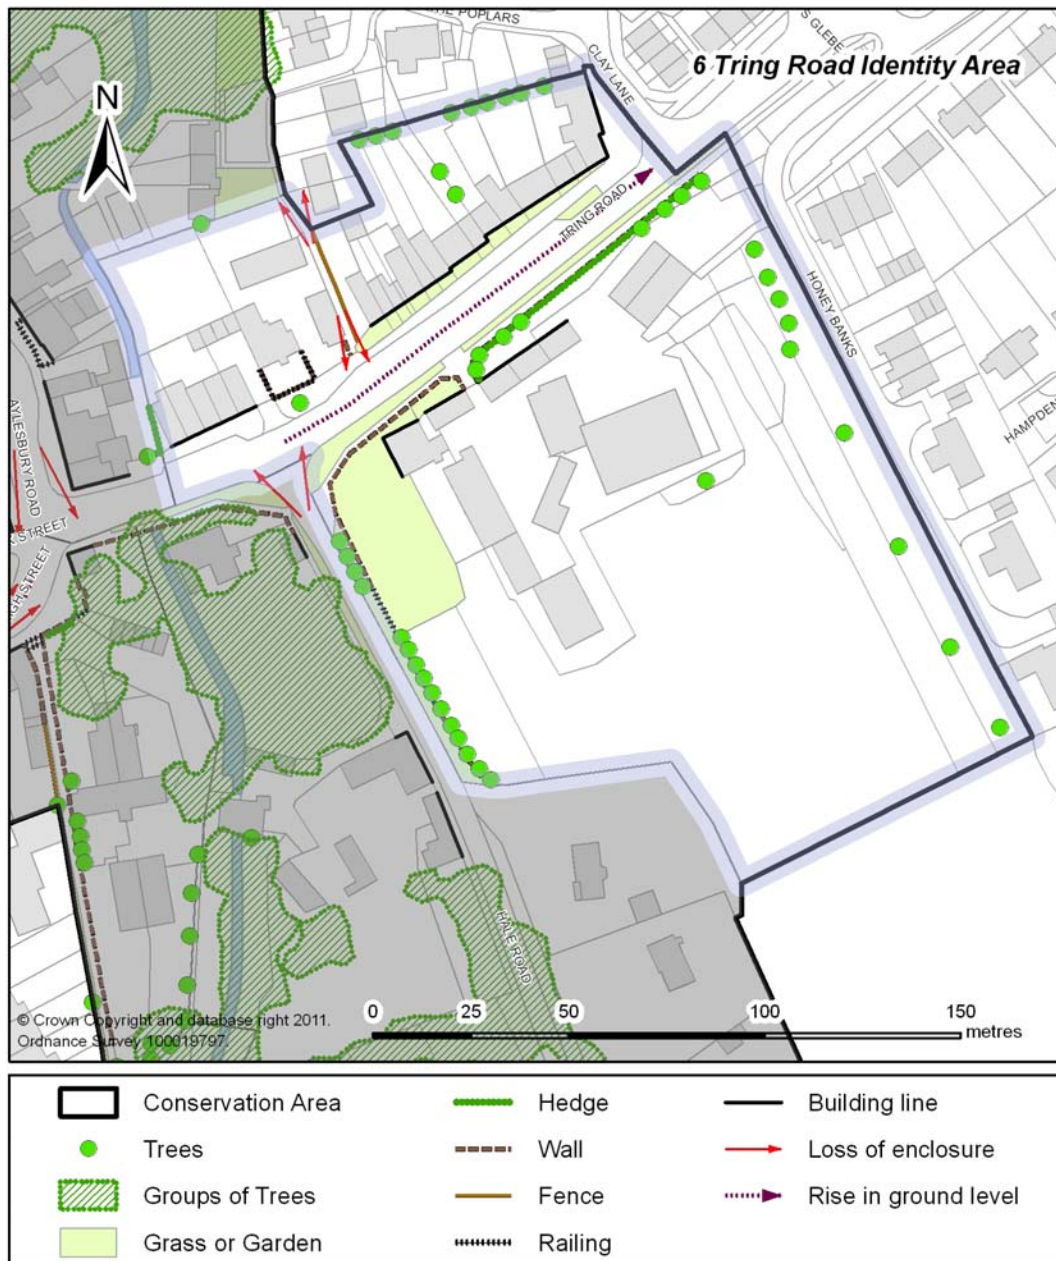 THE POPLARS
S GLEBE
CLAY LANE
6 Tring Road Identity Area
N
TRING ROAD
HONEY BANKS
HAMPDEN
AYLESBURY ROAD
STREET
HIGH STREET
HALE ROAD
0 25 50 100 150
metres
© Crown Copyright and database right 2011.
Ordnance Survey 100019797.
Conservation Area
Hedge
Building line
Trees
Wall
Loss of enclosure
Groups of Trees
Fence
Rise in ground level
Grass or Garden
Railing